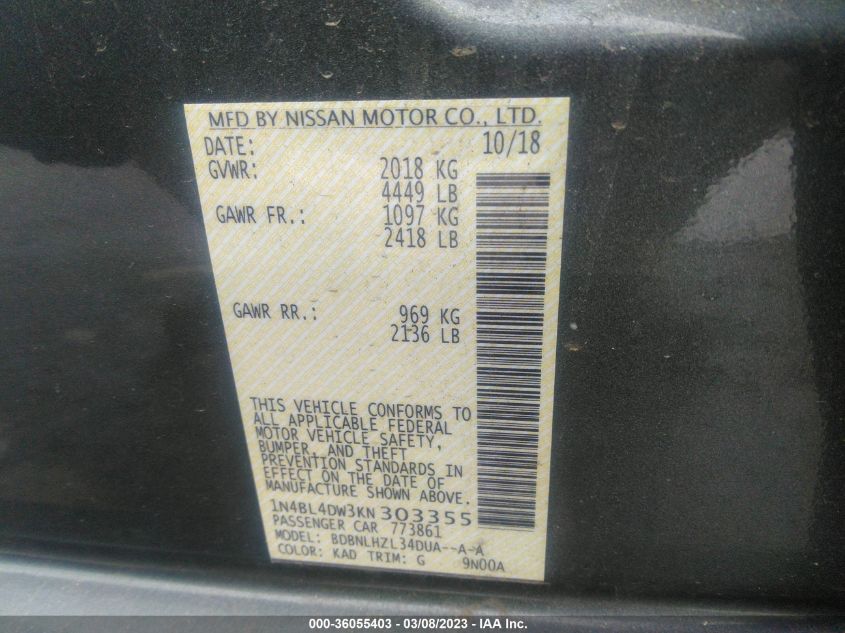 MFD BY NISSAN MOTOR CO., LTD.
DATE: 10/18
GVWR: 2018 KG
4449 LB
GAWR FR.: 1097 KG
2418 LB
GAWR RR.: 969 KG
2136 LB
THIS VEHICLE CONFORMS TO
ALL APPLICABLE FEDERAL
MOTOR VEHICLE SAFETY,
BUMPER, AND THEFT
PREVENTION STANDARDS IN
EFFECT ON THE DATE OF
MANUFACTURE SHOWN ABOVE.
1N4BL4DW3KN303355
PASSENGER CAR 773861
MODEL: BDBNLHZL34DUA--A-A
COLOR: KAD TRIM: G 9N00A
000-36055403 - 03/08/2023 - IAA Inc.